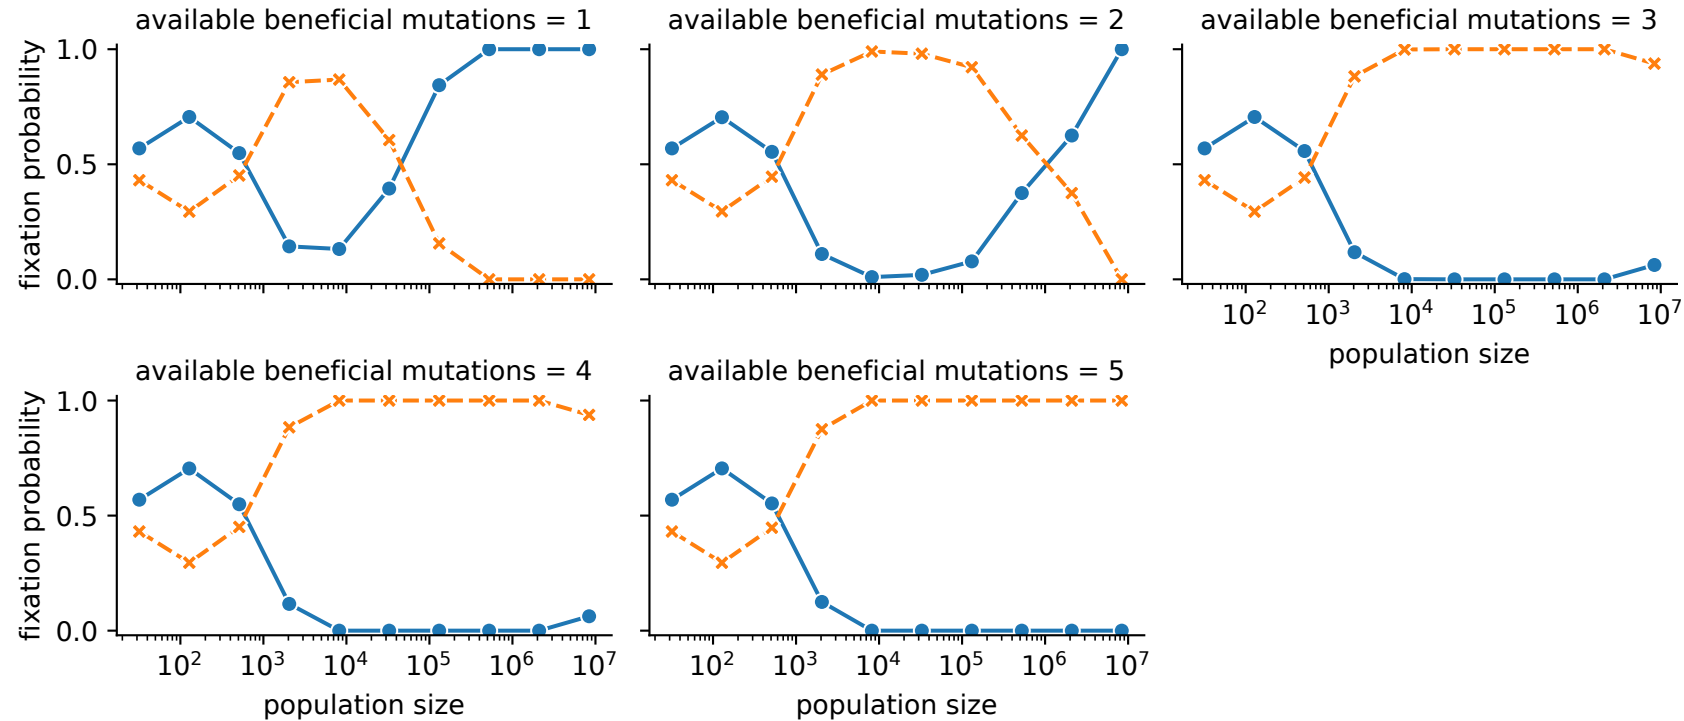 available beneficial mutations = 1
available beneficial mutations = 2
available beneficial mutations = 3
fixation probability
1.0
0.5
0.0
10²
10³
10⁴
10⁵
10⁶
10⁷
population size
available beneficial mutations = 4
available beneficial mutations = 5
fixation probability
1.0
0.5
0.0
10²
10³
10⁴
10⁵
10⁶
10⁷
population size
10²
10³
10⁴
10⁵
10⁶
10⁷
population size